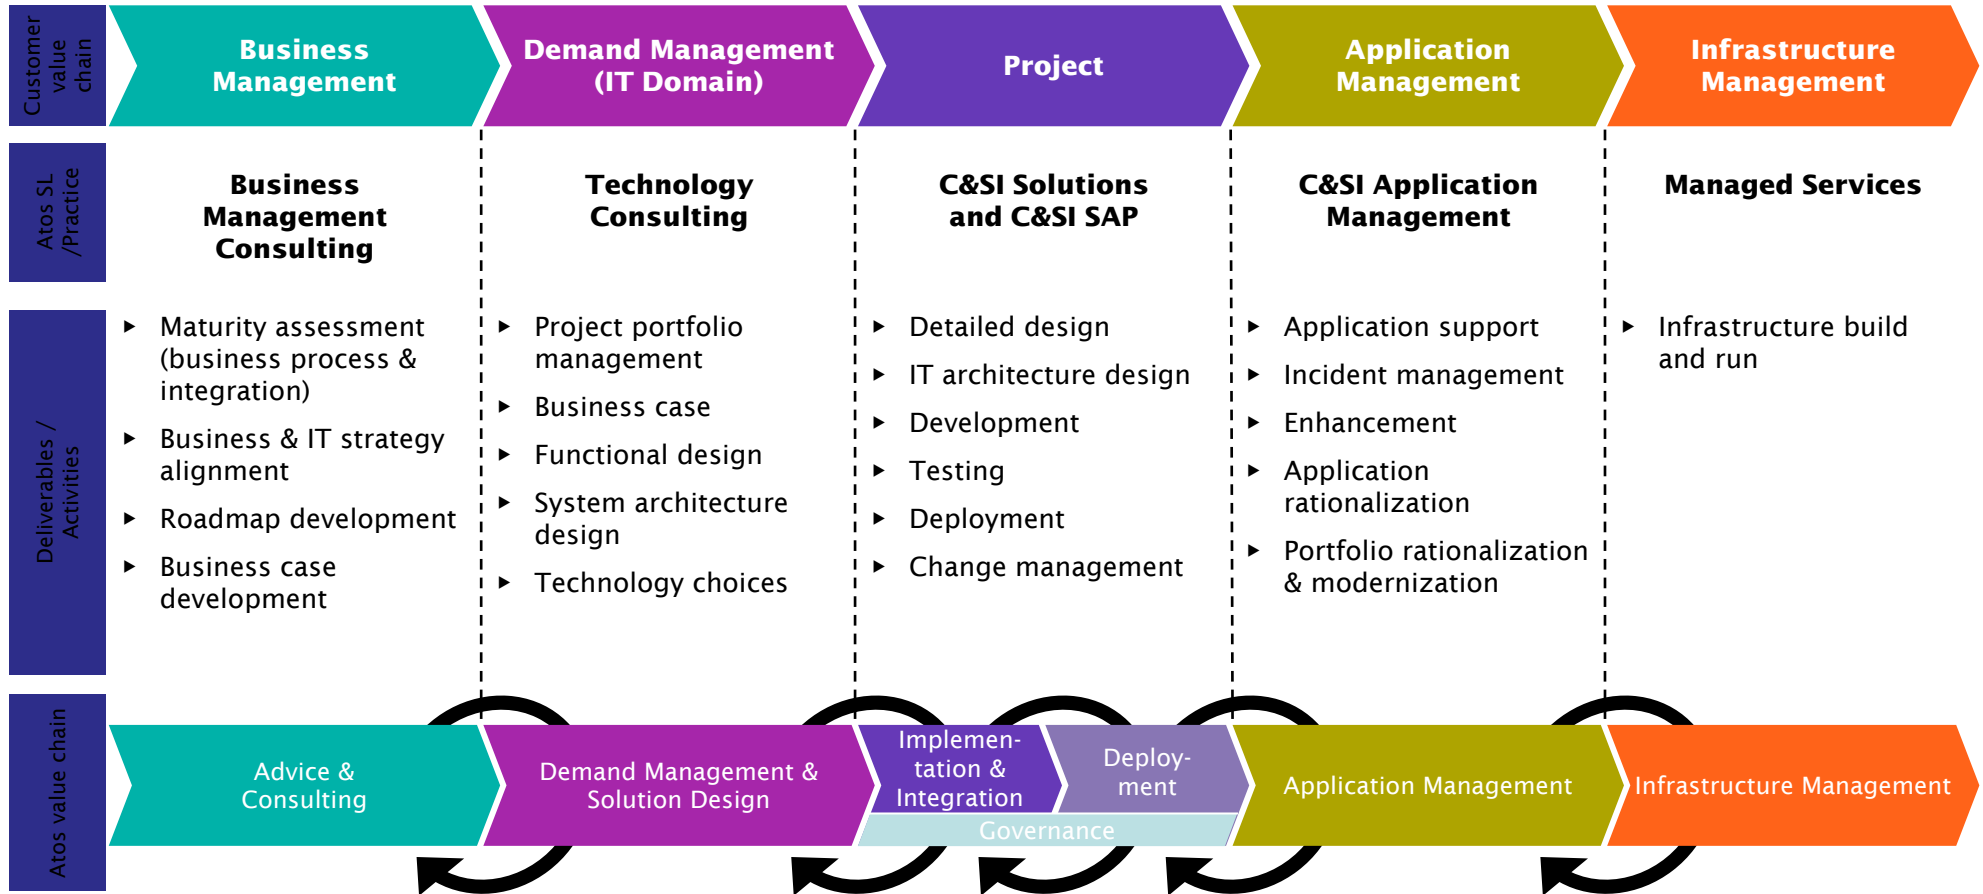 Customer
value
chain
Business
Management
Demand Management
(IT Domain)
Project
Application
Management
Infrastructure
Management
Atos SL
/Practice
Business
Management
Consulting
Technology
Consulting
C&SI Solutions
and C&SI SAP
C&SI Application
Management
Managed Services
Deliverables /
Activities
Maturity assessment
(business process &
integration)
Business & IT strategy
alignment
Roadmap development
Business case
development
Project portfolio
management
Business case
Functional design
System architecture
design
Technology choices
Detailed design
IT architecture design
Development
Testing
Deployment
Change management
Application support
Incident management
Enhancement
Application
rationalization
Portfolio rationalization
& modernization
Infrastructure build
and run
Atos value chain
Advice &
Consulting
Demand Management &
Solution Design
Implemen-
tation &
Integration
Deploy-
ment
Governance
Application Management
Infrastructure Management